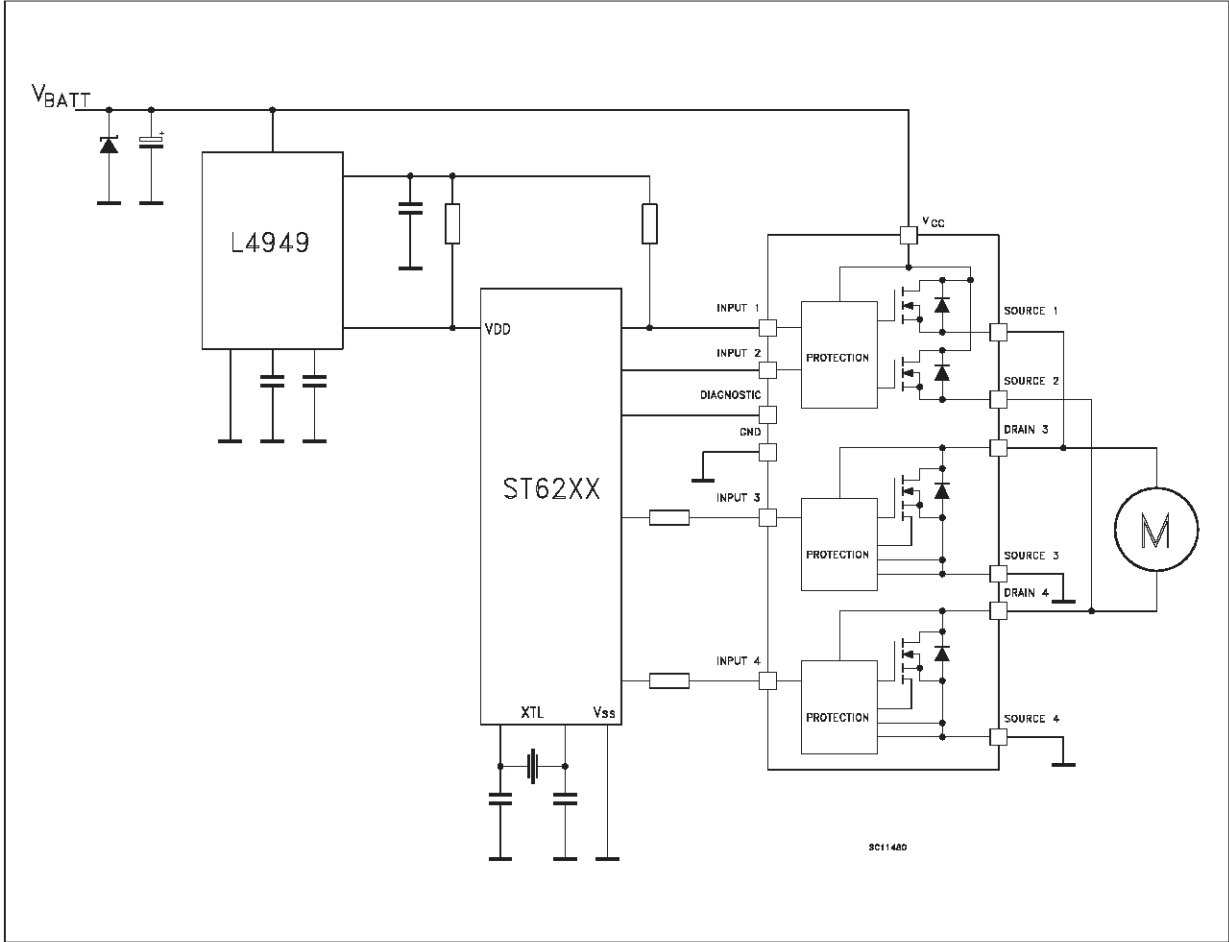 VBATT
L4949
VCC
INPUT 1
SOURCE 1
VDD
PROTECTION
INPUT 2
SOURCE 2
DIAGNOSTIC
DRAIN 3
GND
ST62XX
INPUT 3
M
PROTECTION
SOURCE 3
DRAIN 4
INPUT 4
XTL
Vss
PROTECTION
SOURCE 4
SC11480
+